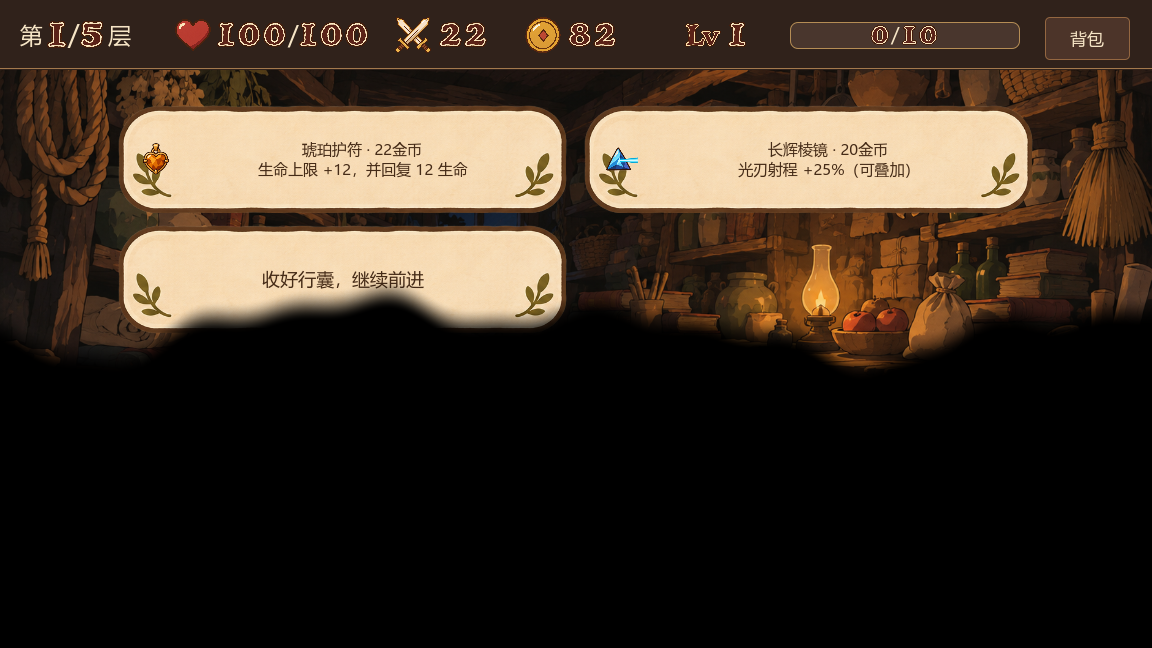 第1/5层 100/100 22 82 Lv 1 0/10 背包
琥珀护符 · 22金币
生命上限 +12，并回复 12 生命
长辉棱镜 · 20金币
光刃射程 +25%（可叠加）
收好行囊，继续前进